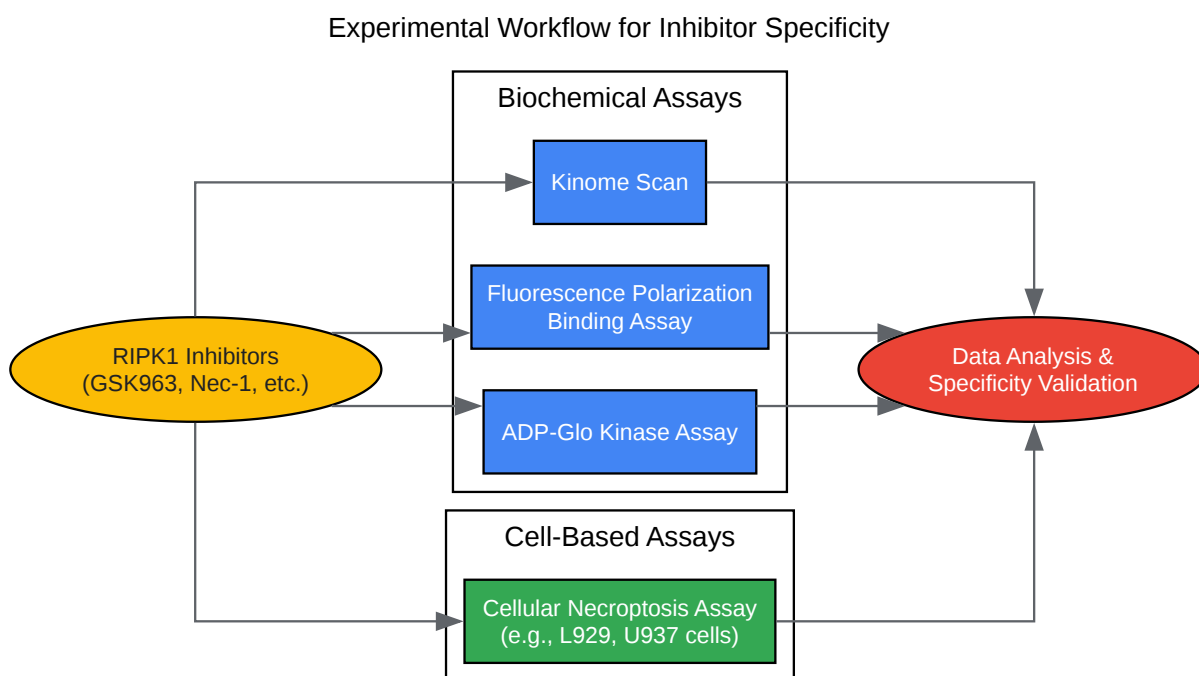 Experimental Workflow for Inhibitor Specificity
Biochemical Assays
Kinome Scan
Fluorescence Polarization
Binding Assay
RIPK1 Inhibitors
(GSK963, Nec-1, etc.)
Data Analysis &
Specificity Validation
ADP-Glo Kinase Assay
Cell-Based Assays
Cellular Necroptosis Assay
(e.g., L929, U937 cells)